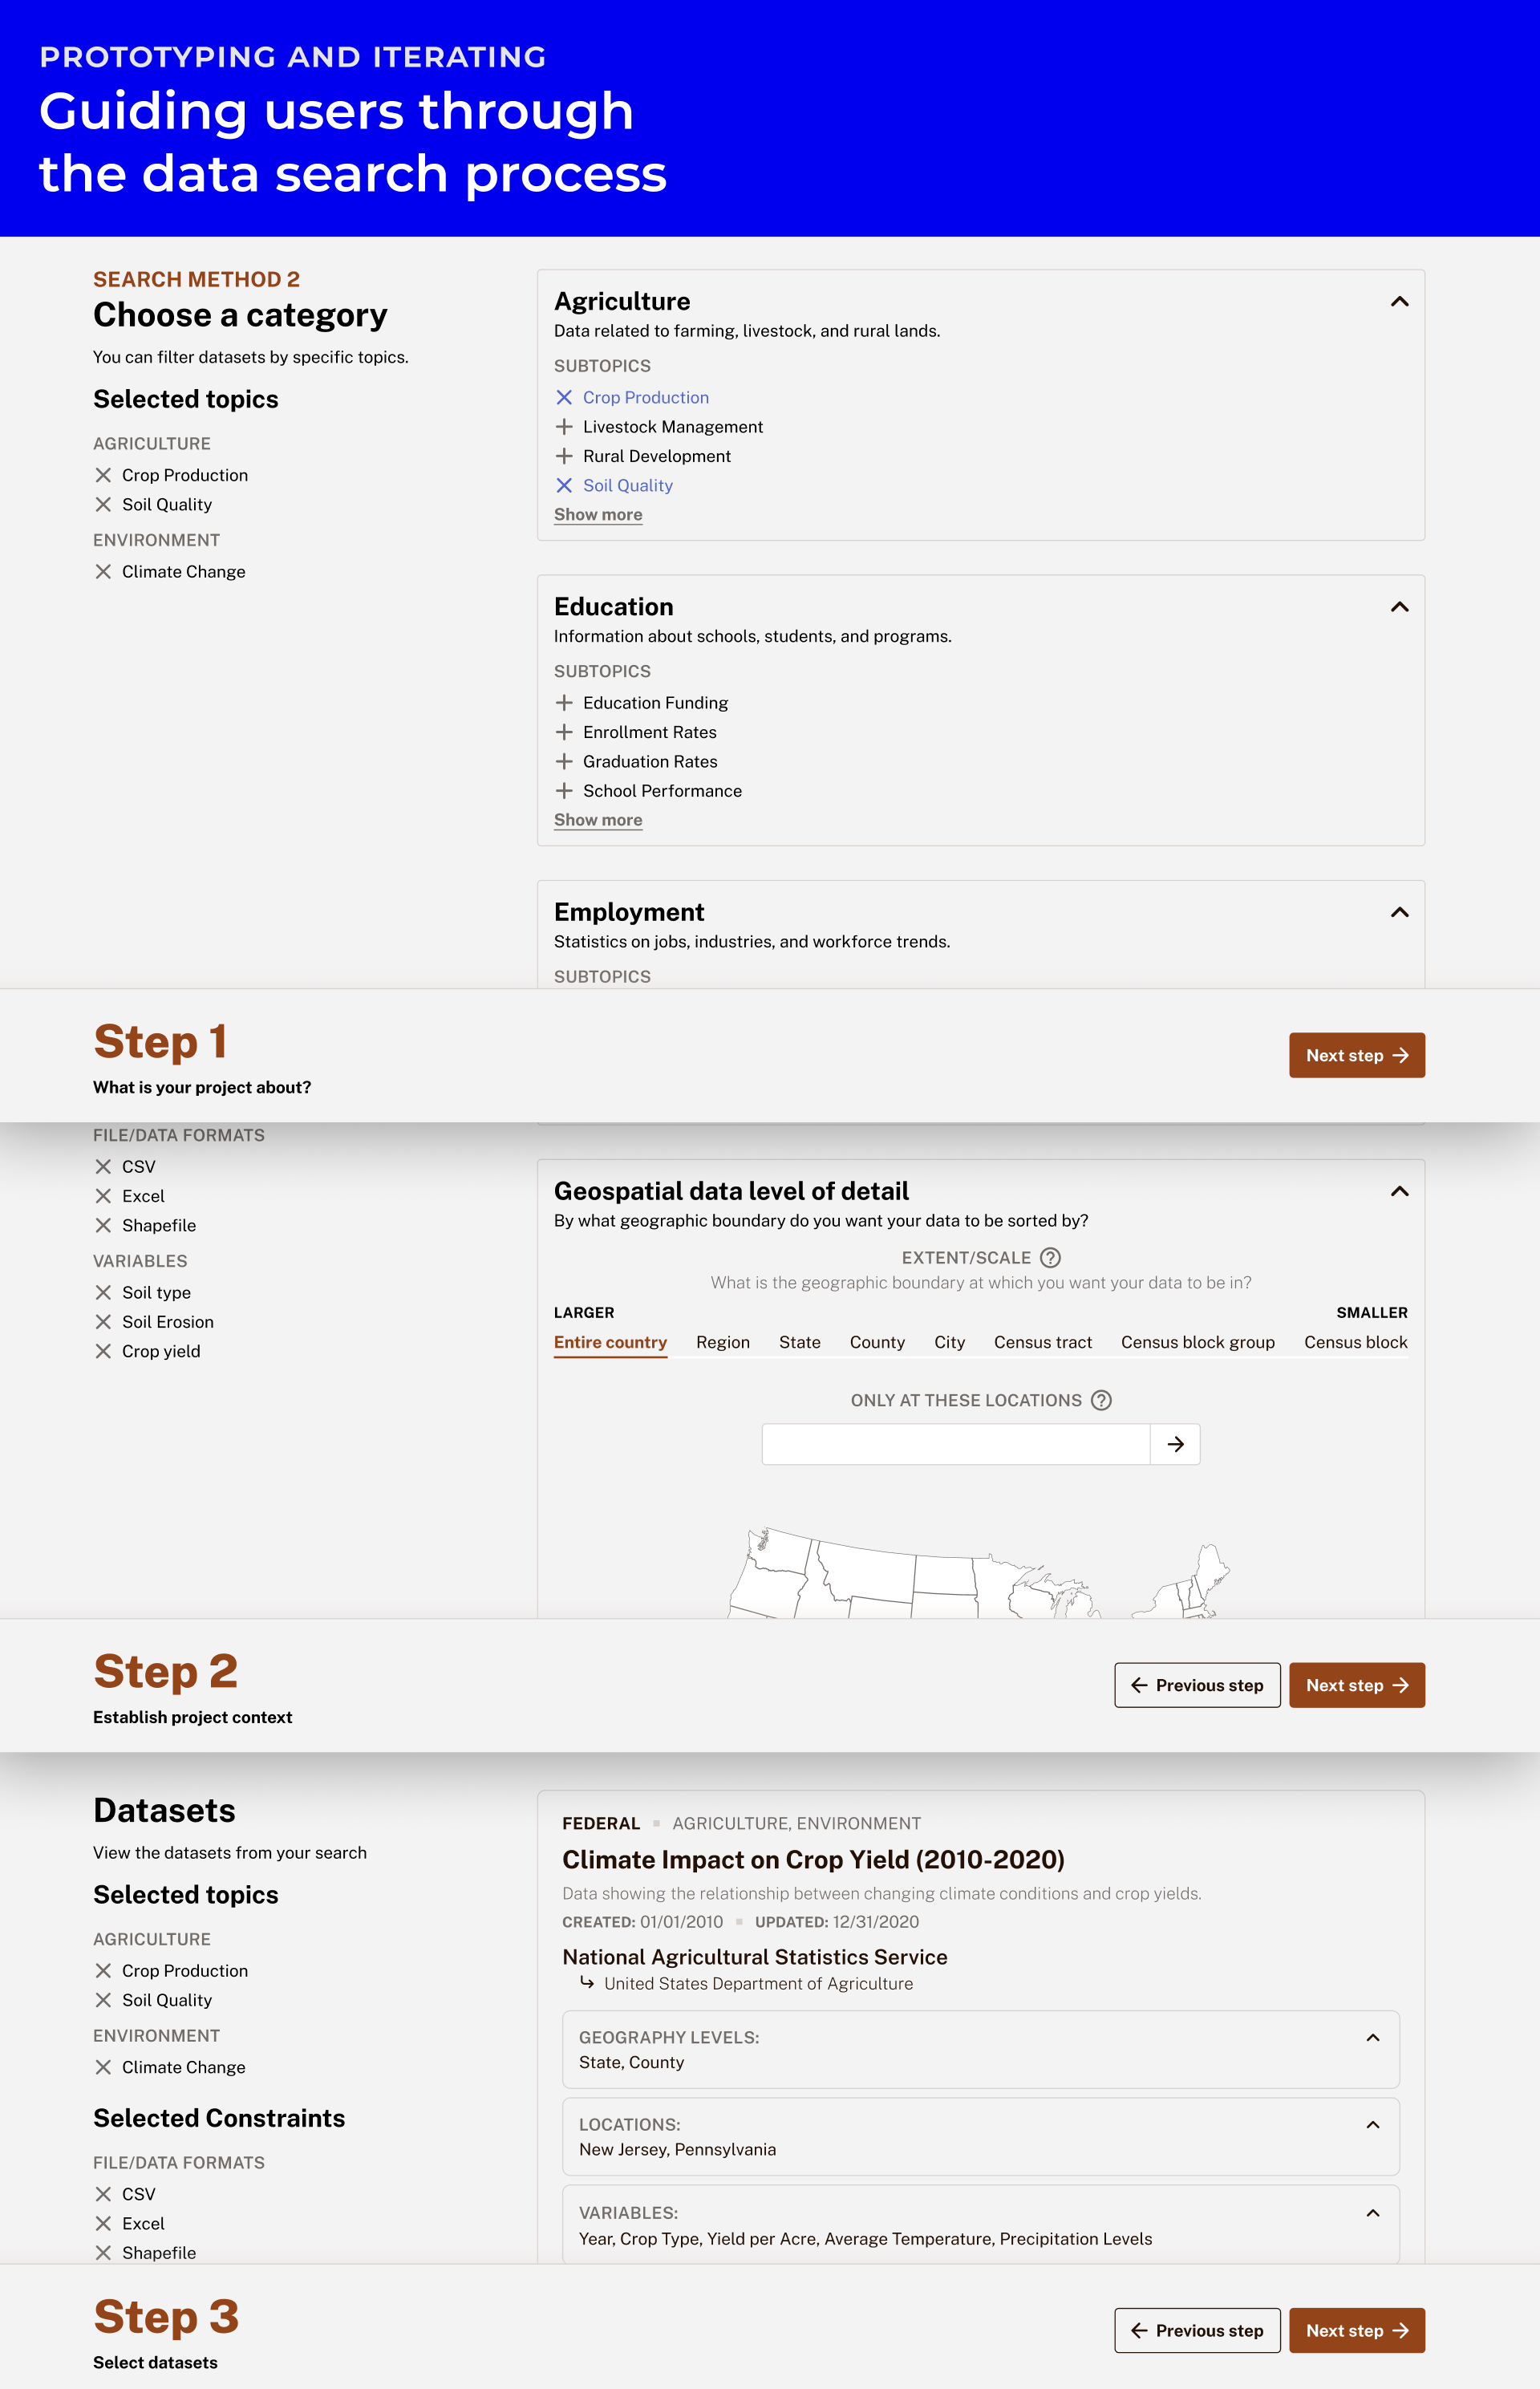 PROTOTYPING AND ITERATING
Guiding users through
the data search process
SEARCH METHOD 2
Choose a category
You can filter datasets by specific topics.
Selected topics
AGRICULTURE
Crop Production
Soil Quality
ENVIRONMENT
Climate Change
Agriculture
Data related to farming, livestock, and rural lands.
SUBTOPICS
Crop Production
Livestock Management
Rural Development
Soil Quality
Show more
Education
Information about schools, students, and programs.
SUBTOPICS
Education Funding
Enrollment Rates
Graduation Rates
School Performance
Show more
Employment
Statistics on jobs, industries, and workforce trends.
SUBTOPICS
Step 1
What is your project about?
Next step
FILE/DATA FORMATS
CSV
Excel
Shapefile
VARIABLES
Soil type
Soil Erosion
Crop yield
Geospatial data level of detail
By what geographic boundary do you want your data to be sorted by?
EXTENT/SCALE
What is the geographic boundary at which you want your data to be in?
LARGER SMALLER
Entire country Region State County City Census tract Census block group Census block
ONLY AT THESE LOCATIONS
Step 2
Establish project context
Previous step Next step
Datasets
View the datasets from your search
Selected topics
AGRICULTURE
Crop Production
Soil Quality
ENVIRONMENT
Climate Change
Selected Constraints
FILE/DATA FORMATS
CSV
Excel
Shapefile
FEDERAL AGRICULTURE, ENVIRONMENT
Climate Impact on Crop Yield (2010-2020)
Data showing the relationship between changing climate conditions and crop yields.
CREATED: 01/01/2010 UPDATED: 12/31/2020
National Agricultural Statistics Service
United States Department of Agriculture
GEOGRAPHY LEVELS:
State, County
LOCATIONS:
New Jersey, Pennsylvania
VARIABLES:
Year, Crop Type, Yield per Acre, Average Temperature, Precipitation Levels
Step 3
Select datasets
Previous step Next step